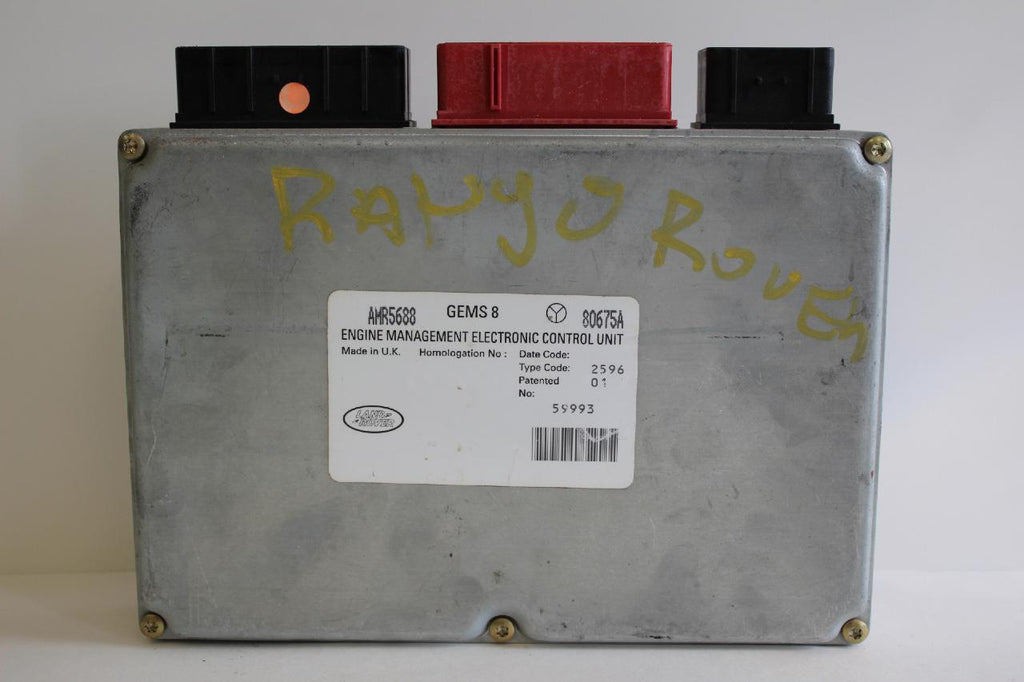 RANYO ROVER
AMR5688 GEMS 8 80675A
ENGINE MANAGEMENT ELECTRONIC CONTROL UNIT
Made in U.K. Homologation No : Date Code:
Type Code: 2596
Patented 01
No:
59993
LAND ROVER